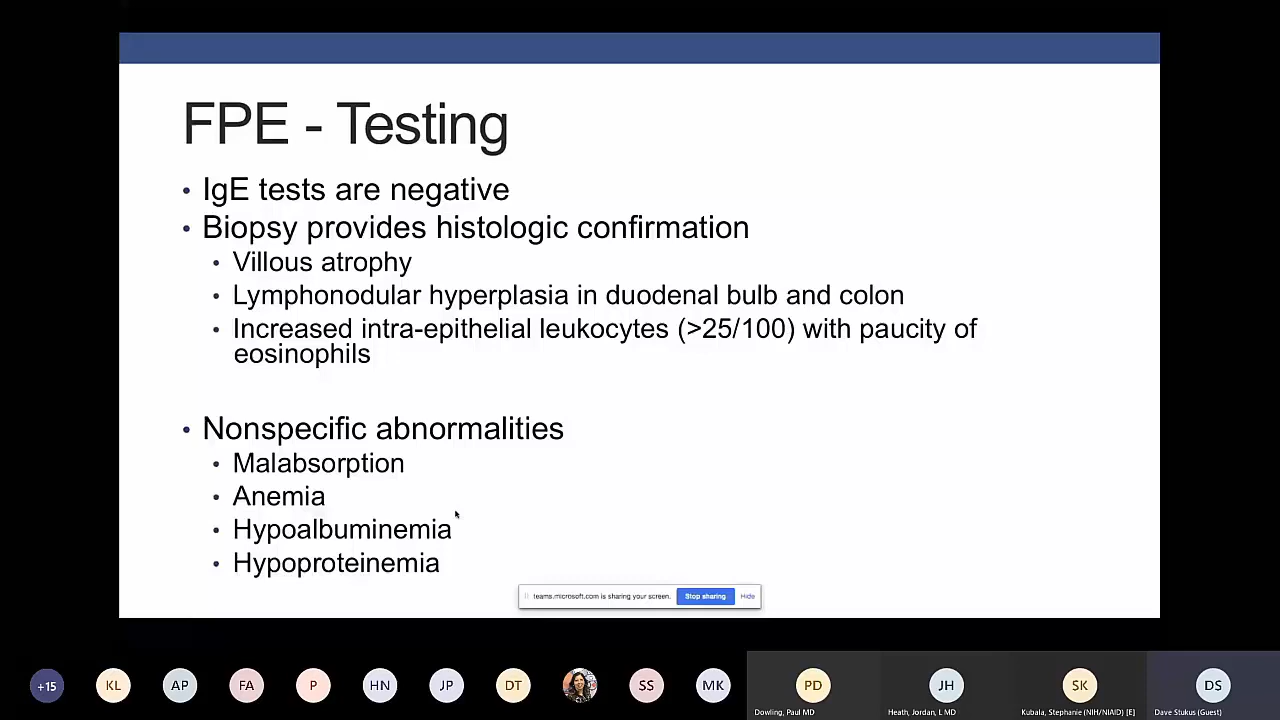 FPE - Testing
• IgE tests are negative
• Biopsy provides histologic confirmation
• Villous atrophy
• Lymphonodular hyperplasia in duodenal bulb and colon
• Increased intra-epithelial leukocytes (>25/100) with paucity of
eosinophils
• Nonspecific abnormalities
• Malabsorption
• Anemia
• Hypoalbuminemia
• Hypoproteinemia
teams.microsoft.com is sharing your screen. Stop sharing Hide
+15 KL AP FA P HN JP DT SS MK PD JH SK DS
Dowling, Paul MD Heath, Jordan, L MD Kubala, Stephanie (NIH/NIAID) [E] Dave Stukus (Guest)